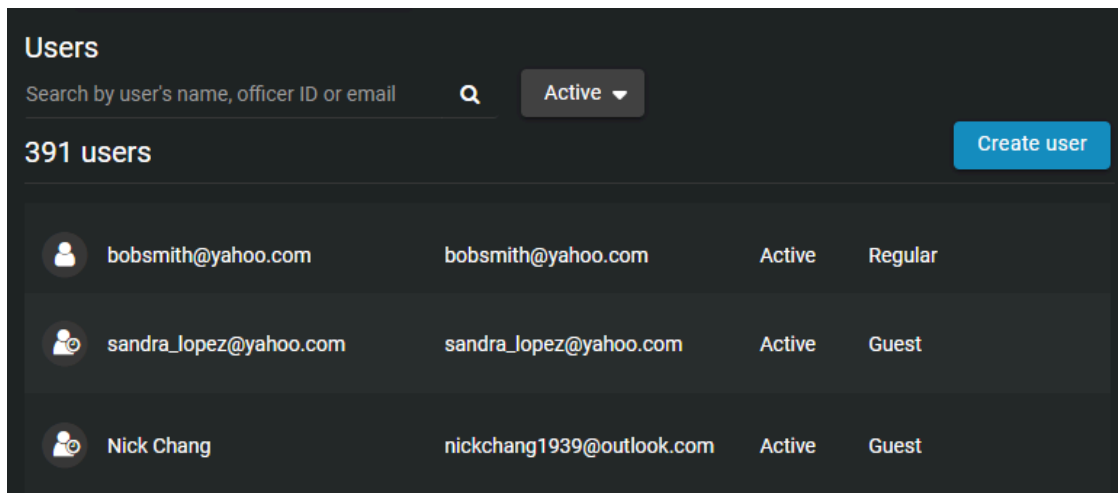 Users
Search by user's name, officer ID or email
Active
391 users
Create user
bobsmith@yahoo.com bobsmith@yahoo.com Active Regular
sandra_lopez@yahoo.com sandra_lopez@yahoo.com Active Guest
Nick Chang nickchang1939@outlook.com Active Guest